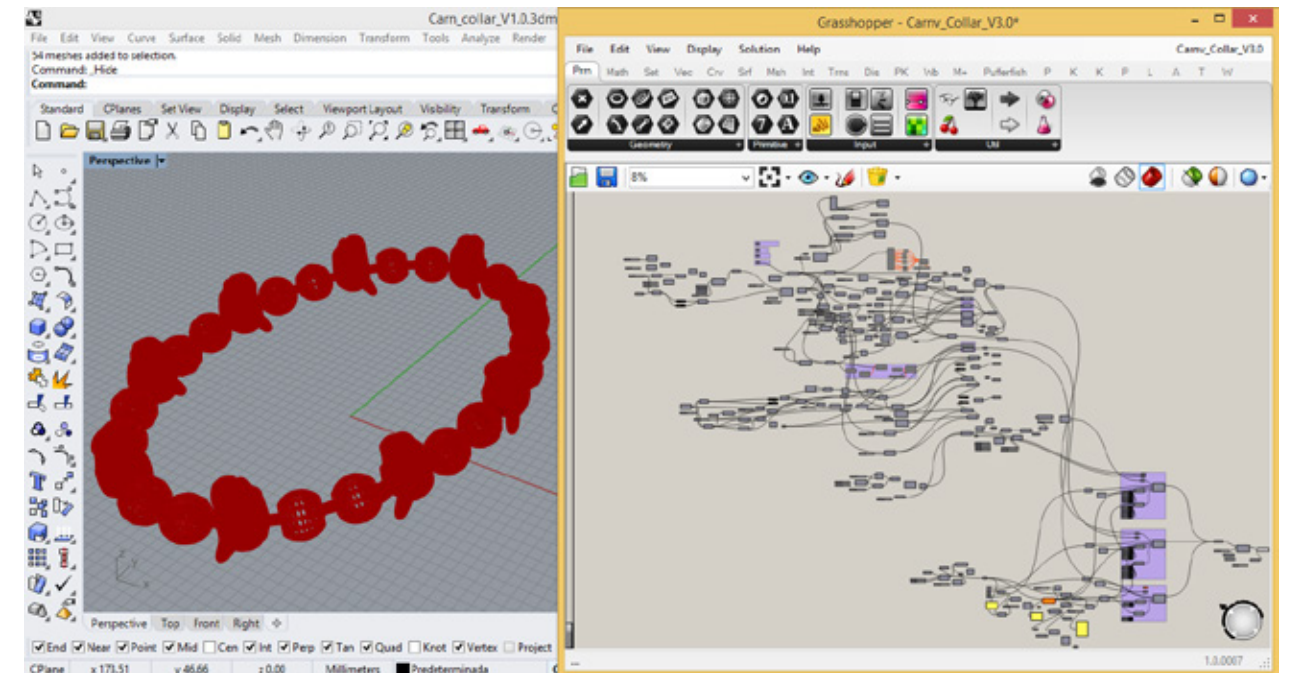 Carn_collar_V1.0.3dm
File Edit View Curve Surface Solid Mesh Dimension Transform Tools Analyze Render
54 meshes added to selection.
Command: _Hide
Command:
Standard CPlanes Set View Display Select Viewport Layout Visibility Transform
Perspective
z
y
x
Perspective Top Front Right
End Near Point Mid Cen Int Perp Tan Quad Knot Vertex Project
CPlane x 173.51 y 46.66 z 0.00 Millimeters Predeterminada
Grasshopper - Carnv_Collar_V3.0*
File Edit View Display Solution Help Carnv_Collar_V3.0
Prm Math Set Vec Crv Srf Msh Int Trns Dis PK Wb M+ Pufferfish P K K P L A T W
Geometry Primitive Input Util
8%
1.0.0007